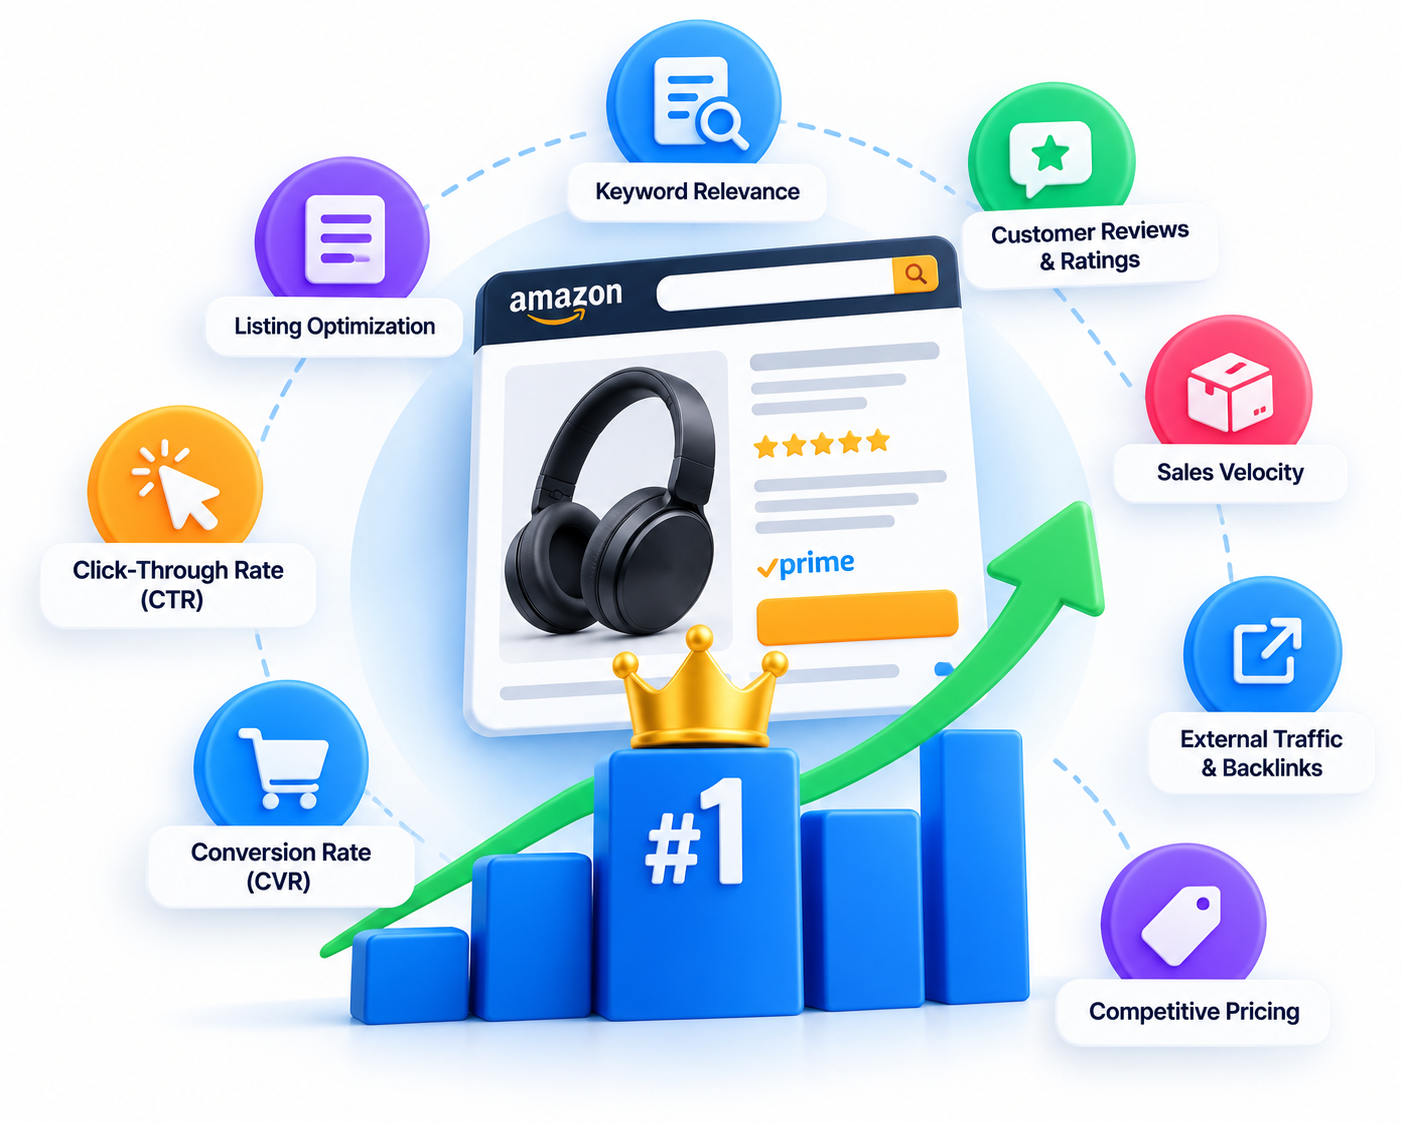 Keyword Relevance
Customer Reviews
& Ratings
Listing Optimization
amazon
Sales Velocity
Click-Through Rate
(CTR)
prime
External Traffic
& Backlinks
#1
Conversion Rate
(CVR)
Competitive Pricing